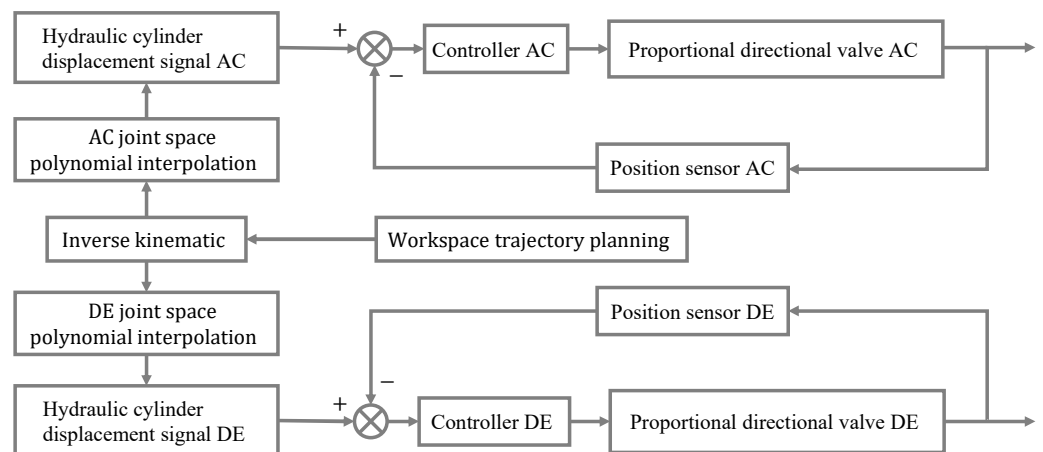 Hydraulic cylinder
displacement signal AC
+
−
Controller AC
Proportional directional valve AC
AC joint space
polynomial interpolation
Position sensor AC
Inverse kinematic
Workspace trajectory planning
DE joint space
polynomial interpolation
Position sensor DE
Hydraulic cylinder
displacement signal DE
+
−
Controller DE
Proportional directional valve DE